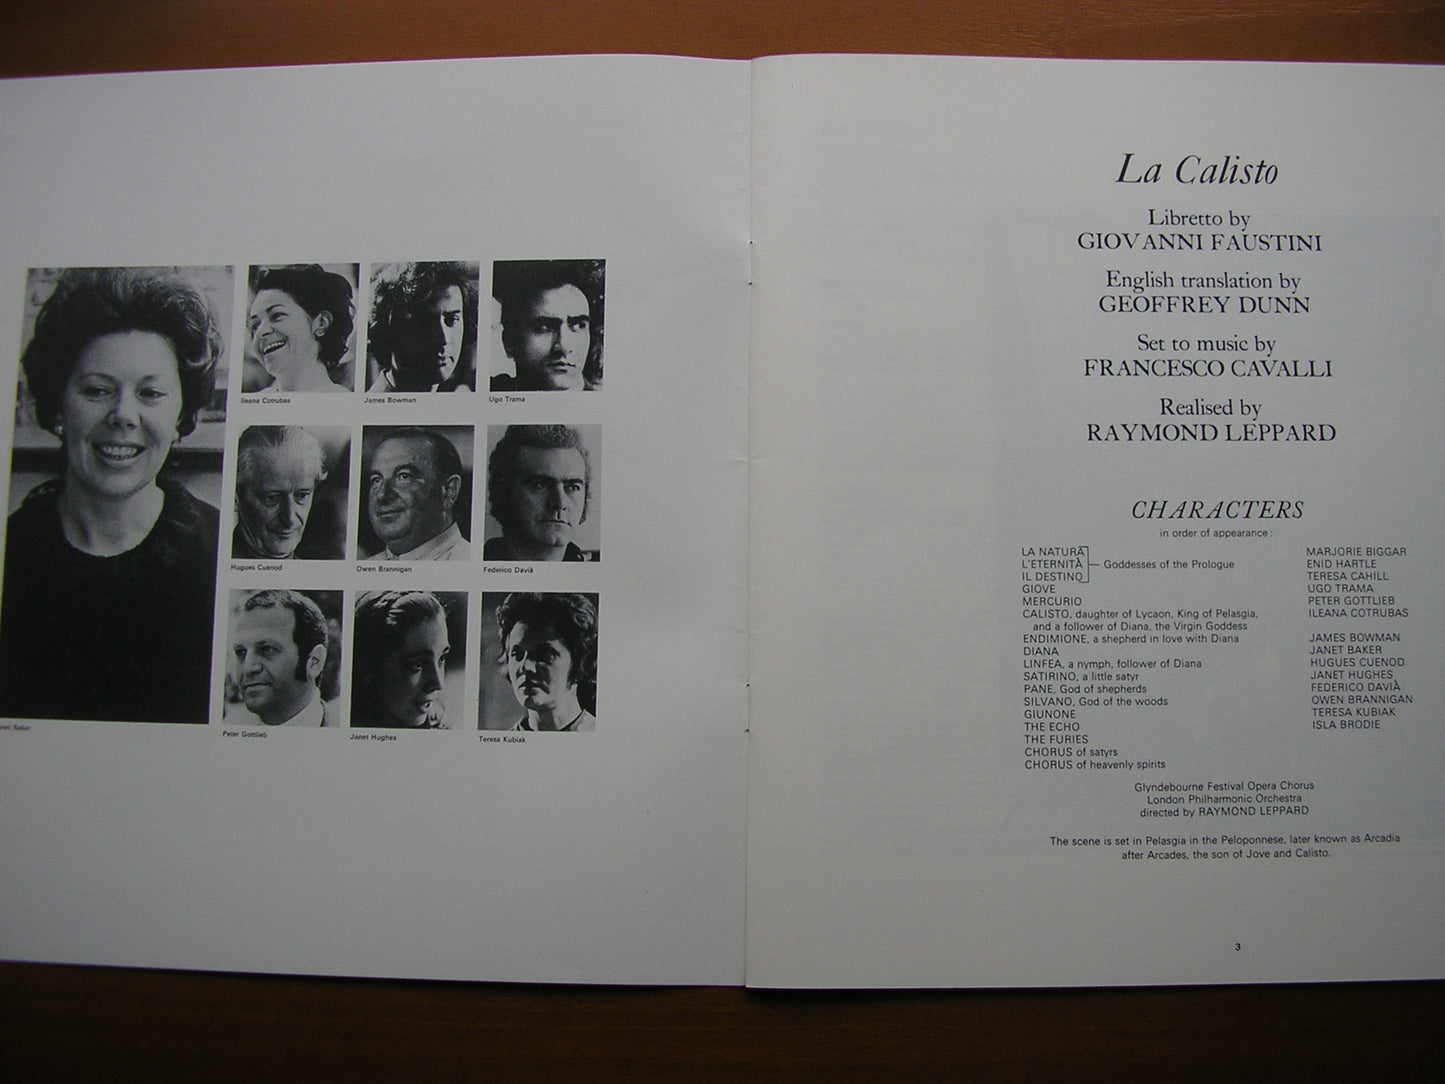 Ileana Cotrubas
James Bowman
Ugo Trama
Hugues Cuenod
Owen Brannigan
Federico Davià
Janet Baker
Peter Gottlieb
Janet Hughes
Teresa Kubiak
La Calisto
Libretto by
GIOVANNI FAUSTINI
English translation by
GEOFFREY DUNN
Set to music by
FRANCESCO CAVALLI
Realised by
RAYMOND LEPPARD
CHARACTERS
in order of appearance:
LA NATURA MARJORIE BIGGAR
L'ETERNITÀ Goddesses of the Prologue ENID HARTLE
IL DESTINO TERESA CAHILL
GIOVE UGO TRAMA
MERCURIO PETER GOTTLIEB
CALISTO, daughter of Lycaon, King of Pelasgia, ILEANA COTRUBAS
and a follower of Diana, the Virgin Goddess
ENDIMIONE, a shepherd in love with Diana JAMES BOWMAN
DIANA JANET BAKER
LINFEA, a nymph, follower of Diana HUGUES CUENOD
SATIRINO, a little satyr JANET HUGHES
PANE, God of shepherds FEDERICO DAVIÀ
SILVANO, God of the woods OWEN BRANNIGAN
GIUNONE TERESA KUBIAK
THE ECHO ISLA BRODIE
THE FURIES
CHORUS of satyrs
CHORUS of heavenly spirits
Glyndebourne Festival Opera Chorus
London Philharmonic Orchestra
directed by RAYMOND LEPPARD
The scene is set in Pelasgia in the Peloponnese, later known as Arcadia
after Arcades, the son of Jove and Calisto.
3